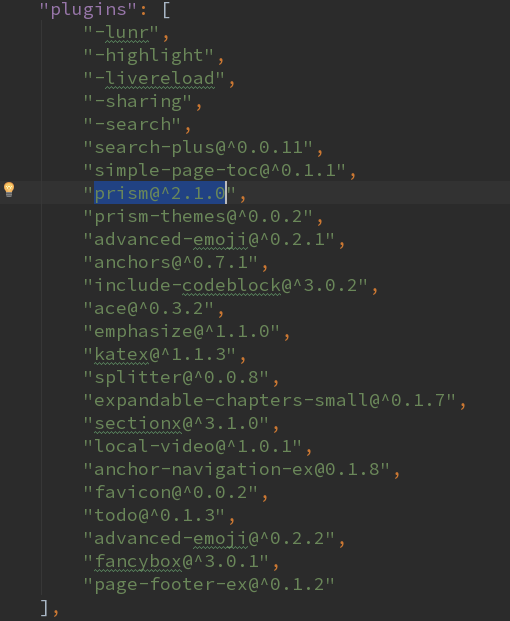 "plugins": [
"-lunr",
"-highlight",
"-livereload",
"-sharing",
"-search",
"search-plus@^0.0.11",
"simple-page-toc@^0.1.1",
"prism@^2.1.0",
"prism-themes@^0.0.2",
"advanced-emoji@^0.2.1",
"anchors@^0.7.1",
"include-codeblock@^3.0.2",
"ace@^0.3.2",
"emphasize@^1.1.0",
"katex@^1.1.3",
"splitter@^0.0.8",
"expandable-chapters-small@^0.1.7",
"sectionx@^3.1.0",
"local-video@^1.0.1",
"anchor-navigation-ex@0.1.8",
"favicon@^0.0.2",
"todo@^0.1.3",
"advanced-emoji@^0.2.2",
"fancybox@^3.0.1",
"page-footer-ex@^0.1.2"
],